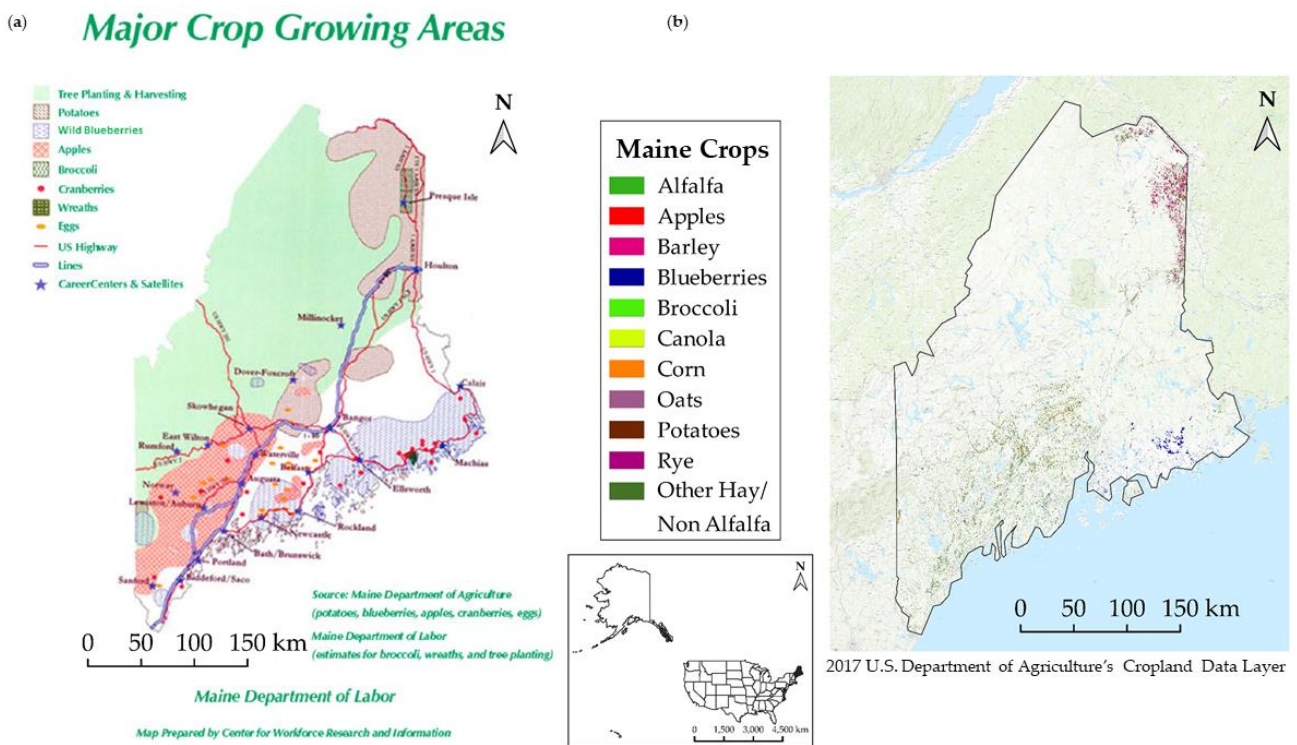 (a)
Major Crop Growing Areas
Tree Planting & Harvesting
Potatoes
Wild Blueberries
Apples
Broccoli
Cranberries
Wreaths
Eggs
US Highway
Lines
CareerCenters & Satellites
N
Presque Isle
Houlton
Millinocket
Dover-Foxcroft
Calais
Skowhegan
Bangor
East Wilton
Rumford
Waterville
Machias
Belfast
Norway
Augusta
Ellsworth
Lewiston/Auburn
Rockland
Newcastle
Bath/Brunswick
Portland
Sanford
Biddeford/Saco
Source: Maine Department of Agriculture
(potatoes, blueberries, apples, cranberries, eggs)
Maine Department of Labor
(estimates for broccoli, wreaths, and tree planting)
0 50 100 150 km
Maine Department of Labor
Map Prepared by Center for Workforce Research and Information
(b)
Maine Crops
Alfalfa
Apples
Barley
Blueberries
Broccoli
Canola
Corn
Oats
Potatoes
Rye
Other Hay/
Non Alfalfa
N
0 1,500 3,000 4,500 km
N
0 50 100 150 km
2017 U.S. Department of Agriculture's Cropland Data Layer